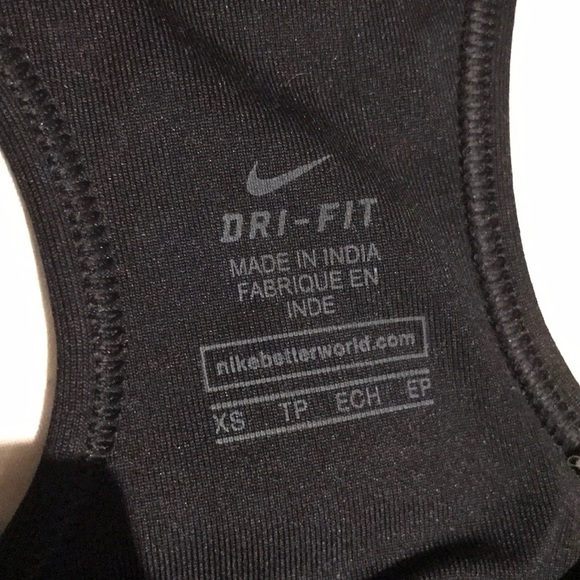 DRI-FIT
MADE IN INDIA
FABRIQUE EN
INDE
nikebetterworld.com
XS TP ECH EP